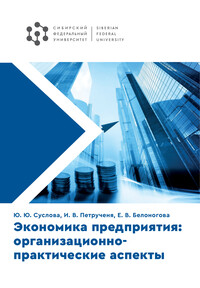 СИБИРСКИЙ
ФЕДЕРАЛЬНЫЙ
УНИВЕРСИТЕТ
SIBERIAN
FEDERAL
UNIVERSITY
Ю. Ю. Суслова, И. В. Петрученя, Е. В. Белоногова
Экономика предприятия:
организационно-
практические аспекты